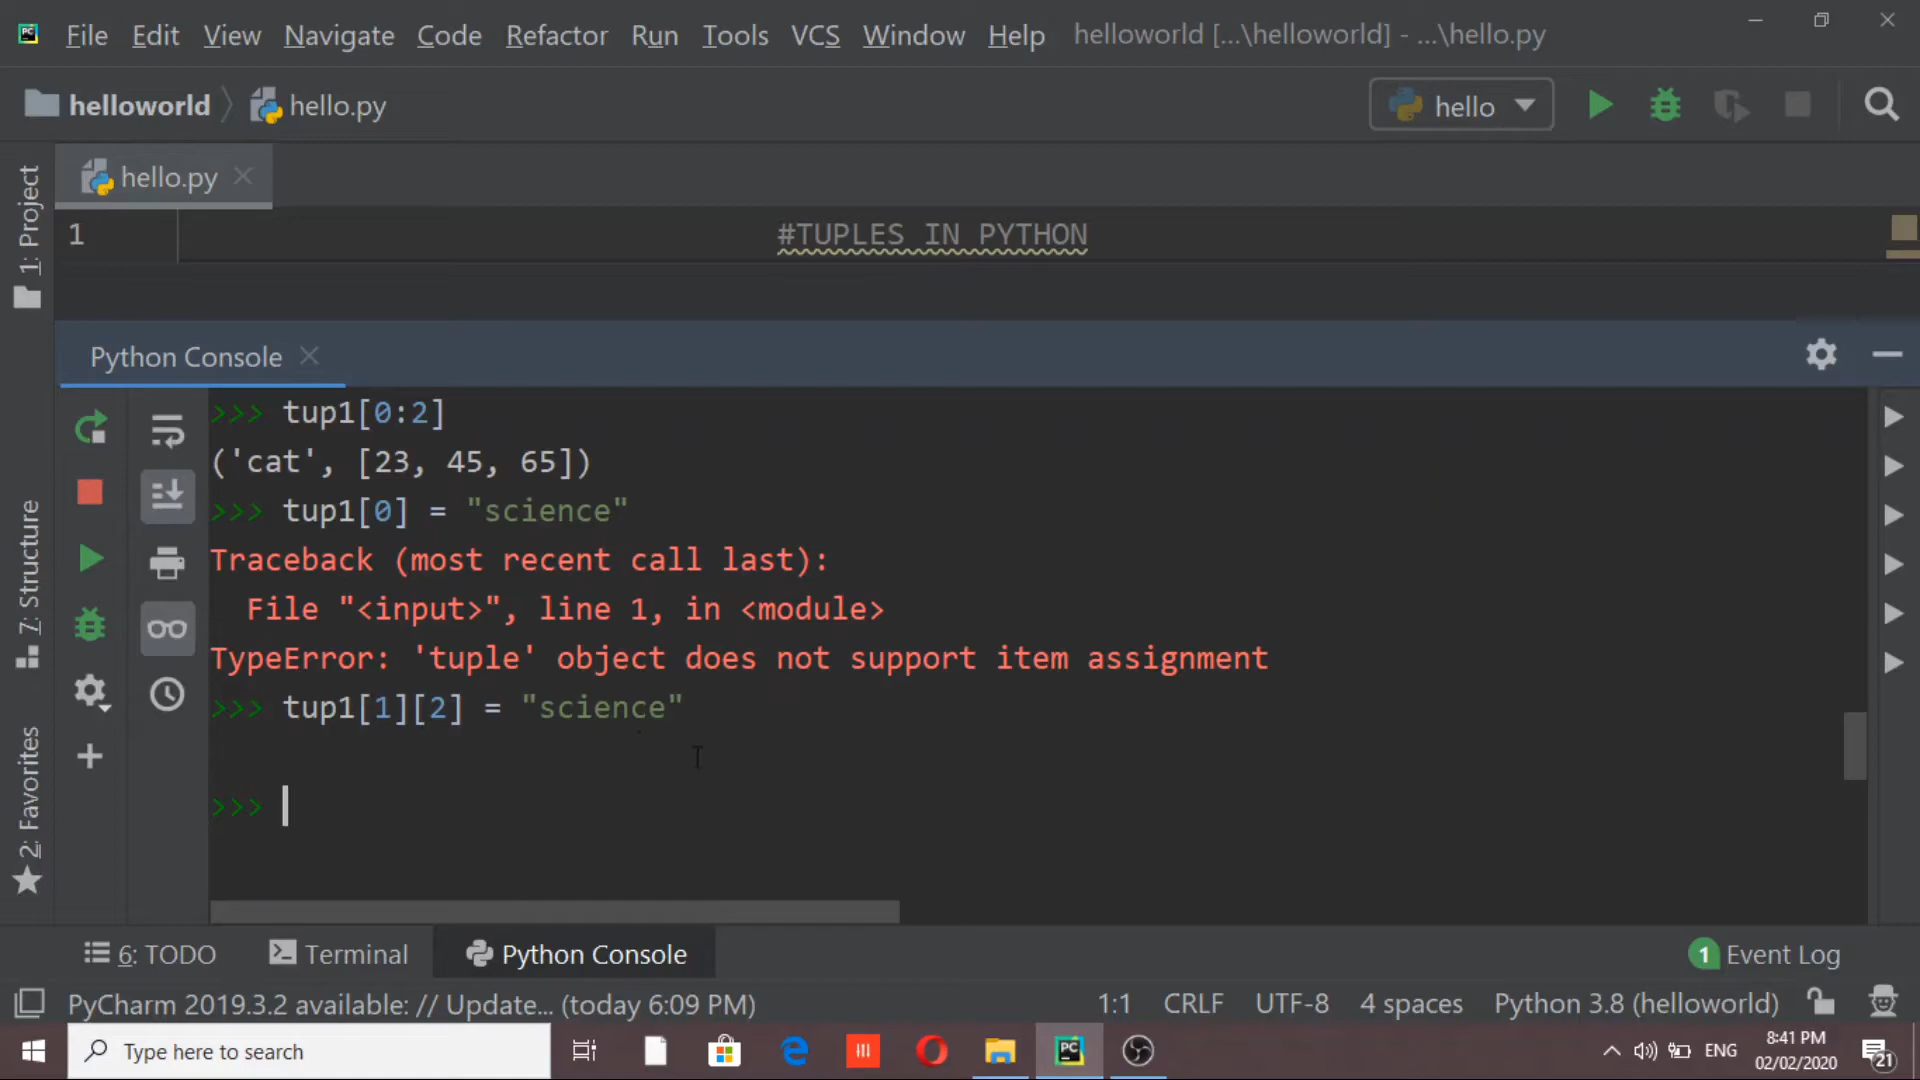 File Edit View Navigate Code Refactor Run Tools VCS Window Help helloworld [...\helloworld] - ...\hello.py
helloworld hello.py hello
hello.py
1 #TUPLES IN PYTHON
Python Console
>>> tup1[0:2]
('cat', [23, 45, 65])
>>> tup1[0] = "science"
Traceback (most recent call last):
File "<input>", line 1, in <module>
TypeError: 'tuple' object does not support item assignment
>>> tup1[1][2] = "science"
>>>
1: Project
7: Structure
2: Favorites
6: TODO Terminal Python Console 1 Event Log
PyCharm 2019.3.2 available: // Update... (today 6:09 PM) 1:1 CRLF UTF-8 4 spaces Python 3.8 (helloworld)
Type here to search ENG 8:41 PM 21
02/02/2020